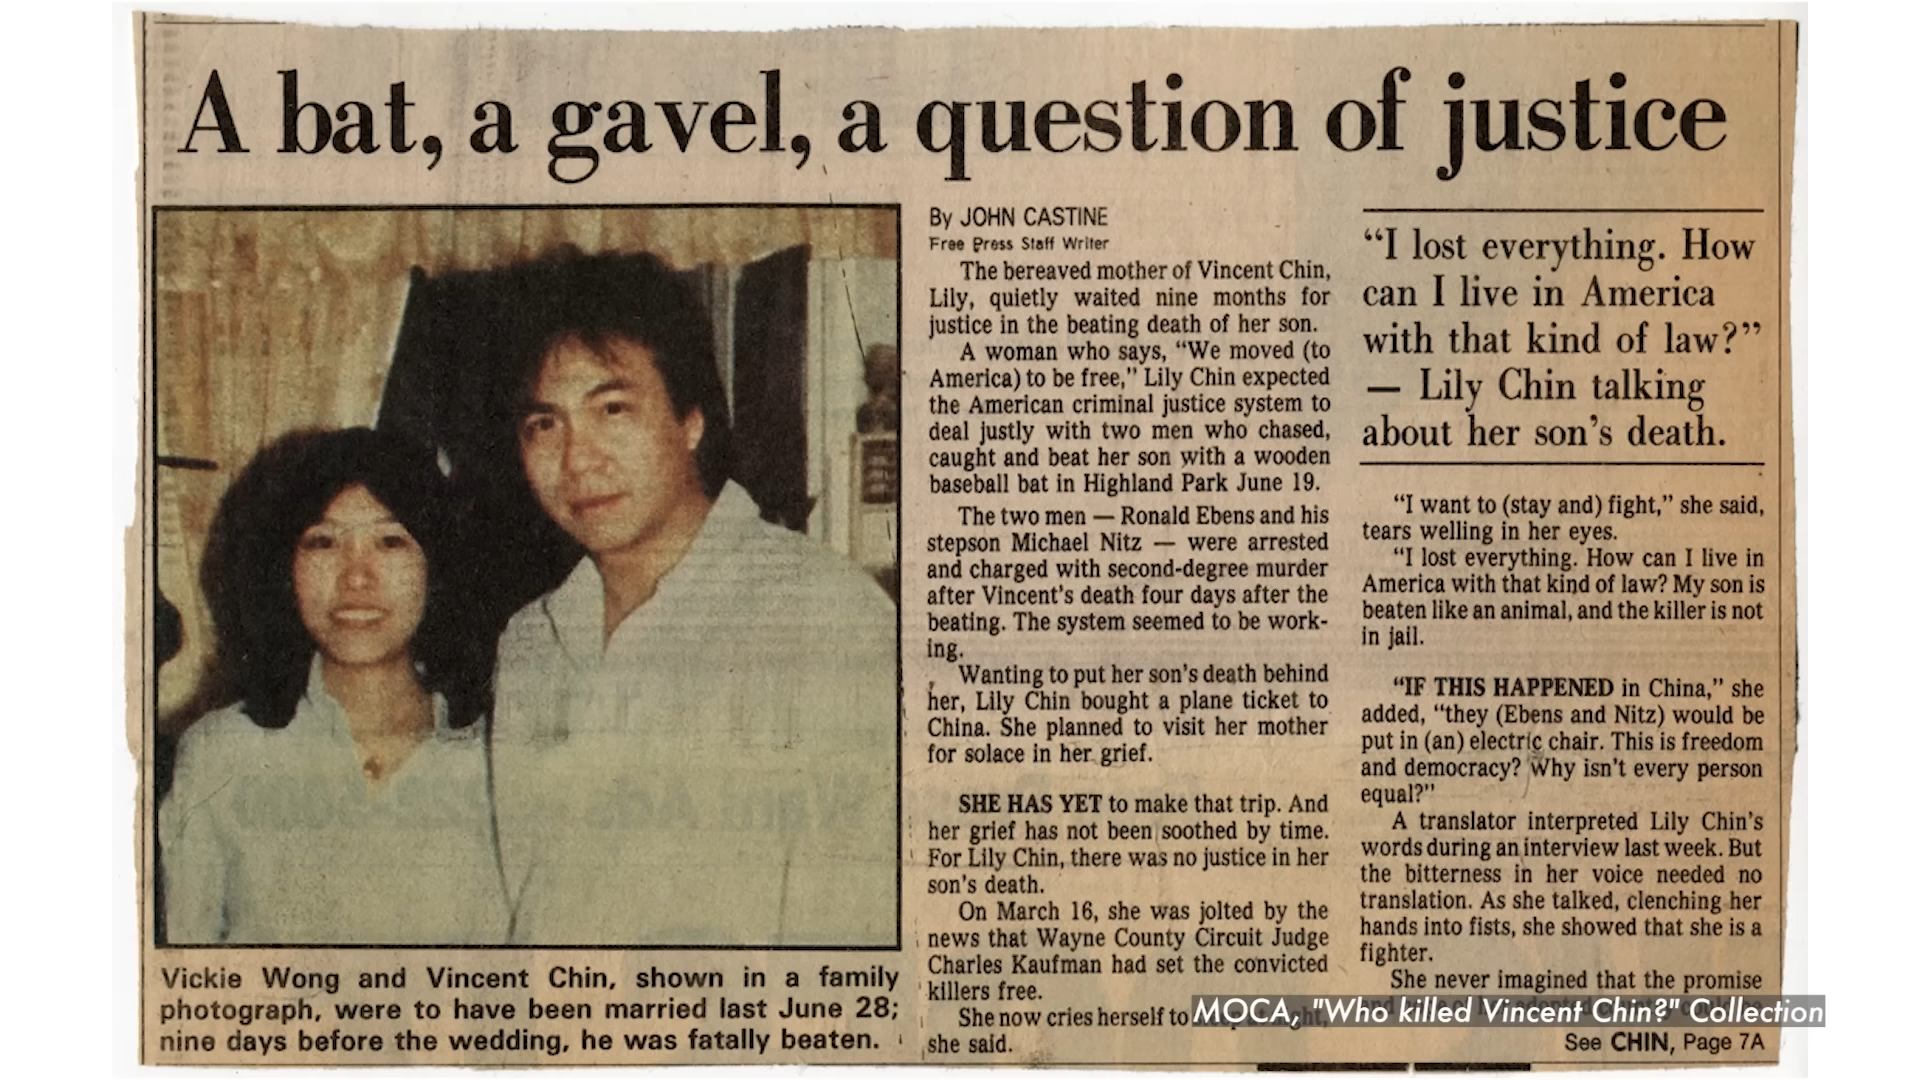 A bat, a gavel, a question of justice
Vickie Wong and Vincent Chin, shown in a family
photograph, were to have been married last June 28;
nine days before the wedding, he was fatally beaten.
By JOHN CASTINE
Free Press Staff Writer
The bereaved mother of Vincent Chin,
Lily, quietly waited nine months for
justice in the beating death of her son.
A woman who says, “We moved (to
America) to be free,” Lily Chin expected
the American criminal justice system to
deal justly with two men who chased,
caught and beat her son with a wooden
baseball bat in Highland Park June 19.
The two men — Ronald Ebens and his
stepson Michael Nitz — were arrested
and charged with second-degree murder
after Vincent's death four days after the
beating. The system seemed to be work-
ing.
Wanting to put her son's death behind
her, Lily Chin bought a plane ticket to
China. She planned to visit her mother
for solace in her grief.
SHE HAS YET to make that trip. And
her grief has not been soothed by time.
For Lily Chin, there was no justice in her
son's death.
On March 16, she was jolted by the
news that Wayne County Circuit Judge
Charles Kaufman had set the convicted
killers free.
She now cries herself to
she said.
“I lost everything. How
can I live in America
with that kind of law?”
— Lily Chin talking
about her son's death.
“I want to (stay and) fight,” she said,
tears welling in her eyes.
“I lost everything. How can I live in
America with that kind of law? My son is
beaten like an animal, and the killer is not
in jail.
“IF THIS HAPPENED in China,” she
added, “they (Ebens and Nitz) would be
put in (an) electric chair. This is freedom
and democracy? Why isn't every person
equal?”
A translator interpreted Lily Chin's
words during an interview last week. But
the bitterness in her voice needed no
translation. As she talked, clenching her
hands into fists, she showed that she is a
fighter.
She never imagined that the promise
See CHIN, Page 7A
MOCA, "Who killed Vincent Chin?" Collection